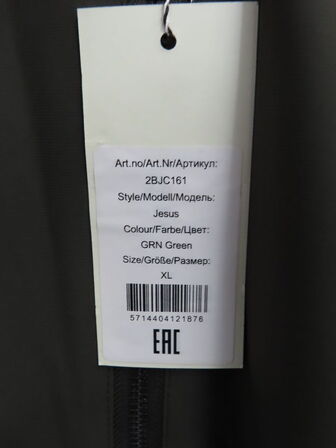 Art.no/Art.Nr/Артикул:
2BJC161
Style/Modell/Модель:
Jesus
Colour/Farbe/Цвет:
GRN Green
Size/Größe/Размер:
XL
5714404121876
EAC